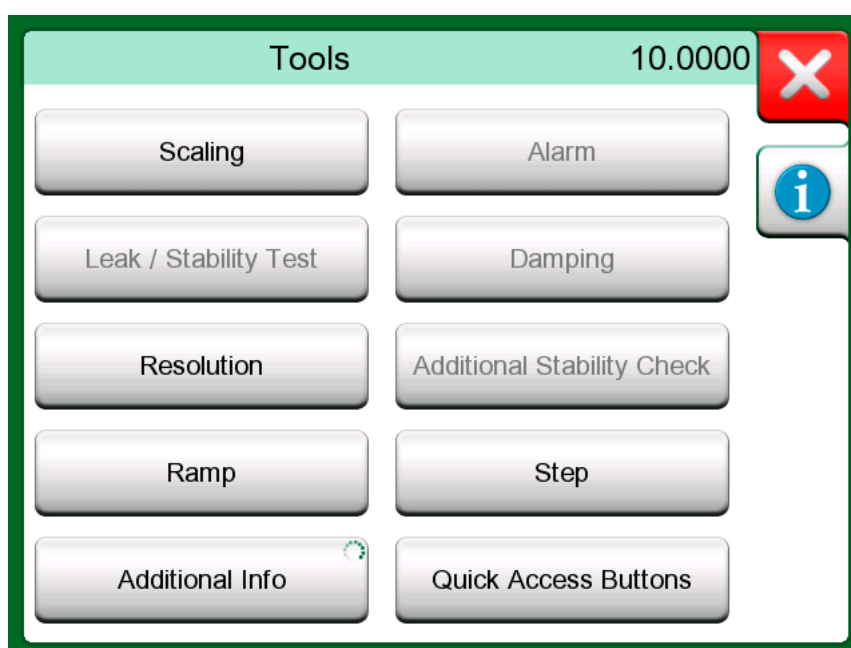 Tools 10.0000
Scaling
Alarm
Leak / Stability Test
Damping
Resolution
Additional Stability Check
Ramp
Step
Additional Info
Quick Access Buttons
i